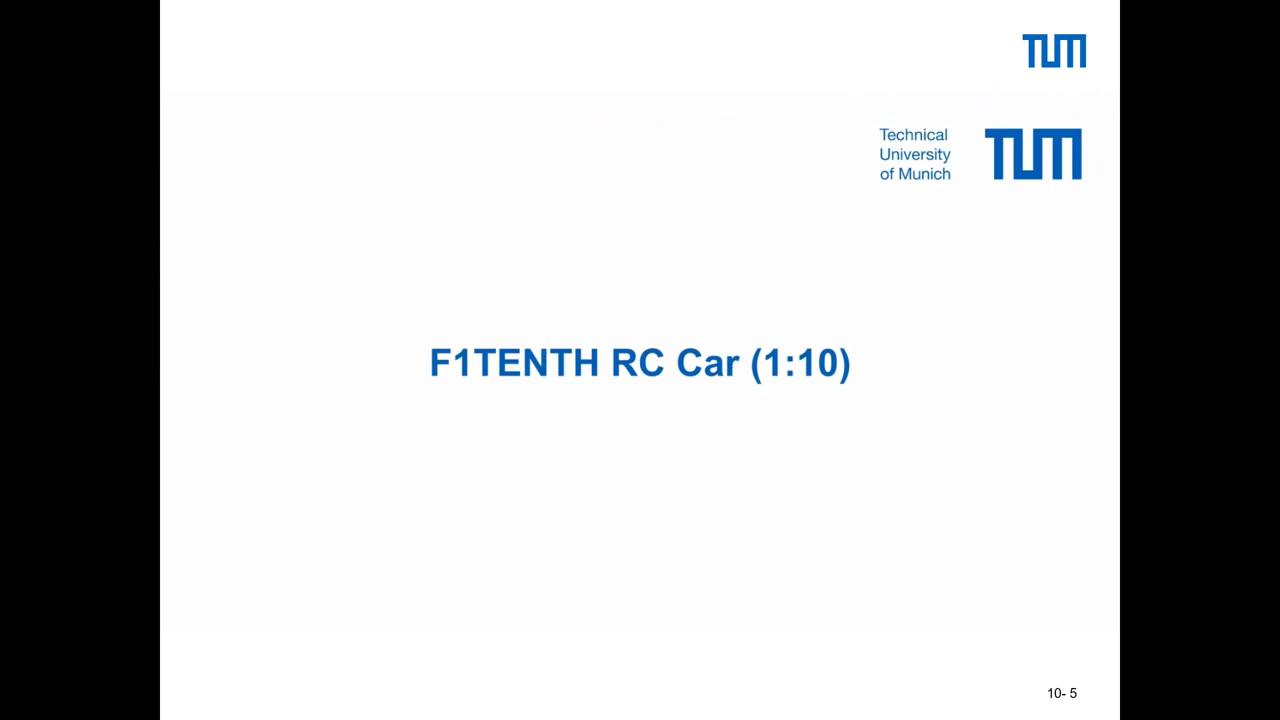 TUM
Technical
University
of Munich
TUM
F1TENTH RC Car (1:10)
10- 5